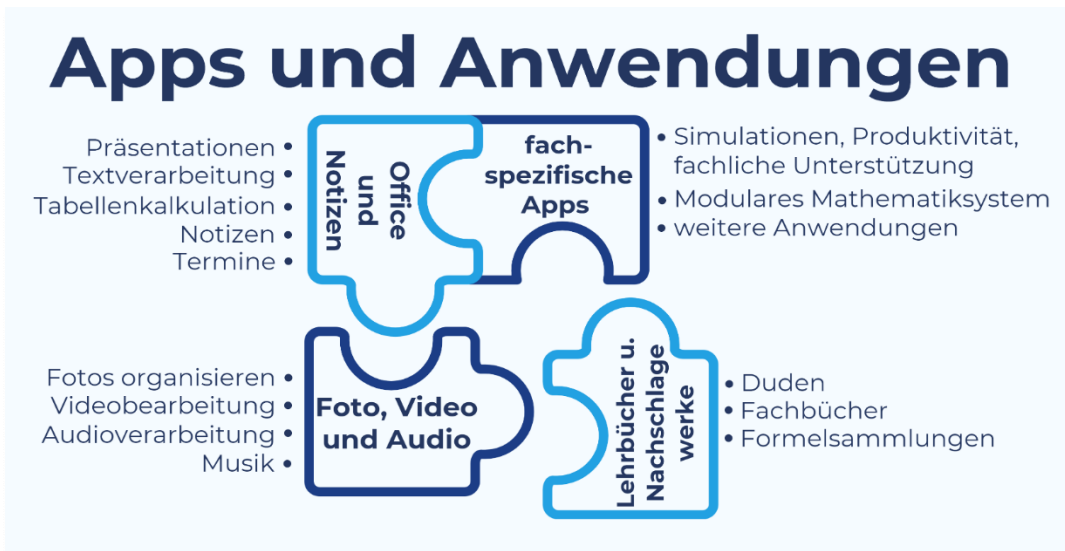 Apps und Anwendungen
Präsentationen •
Textverarbeitung •
Tabellenkalkulation •
Notizen •
Termine •
Office
und
Notizen
fach-
spezifische
Apps
• Simulationen, Produktivität,
fachliche Unterstützung
• Modulares Mathematiksystem
• weitere Anwendungen
Fotos organisieren •
Videobearbeitung •
Audioverarbeitung •
Musik •
Foto, Video
und Audio
Lehrbücher u.
Nachschlage
werke
• Duden
• Fachbücher
• Formelsammlungen